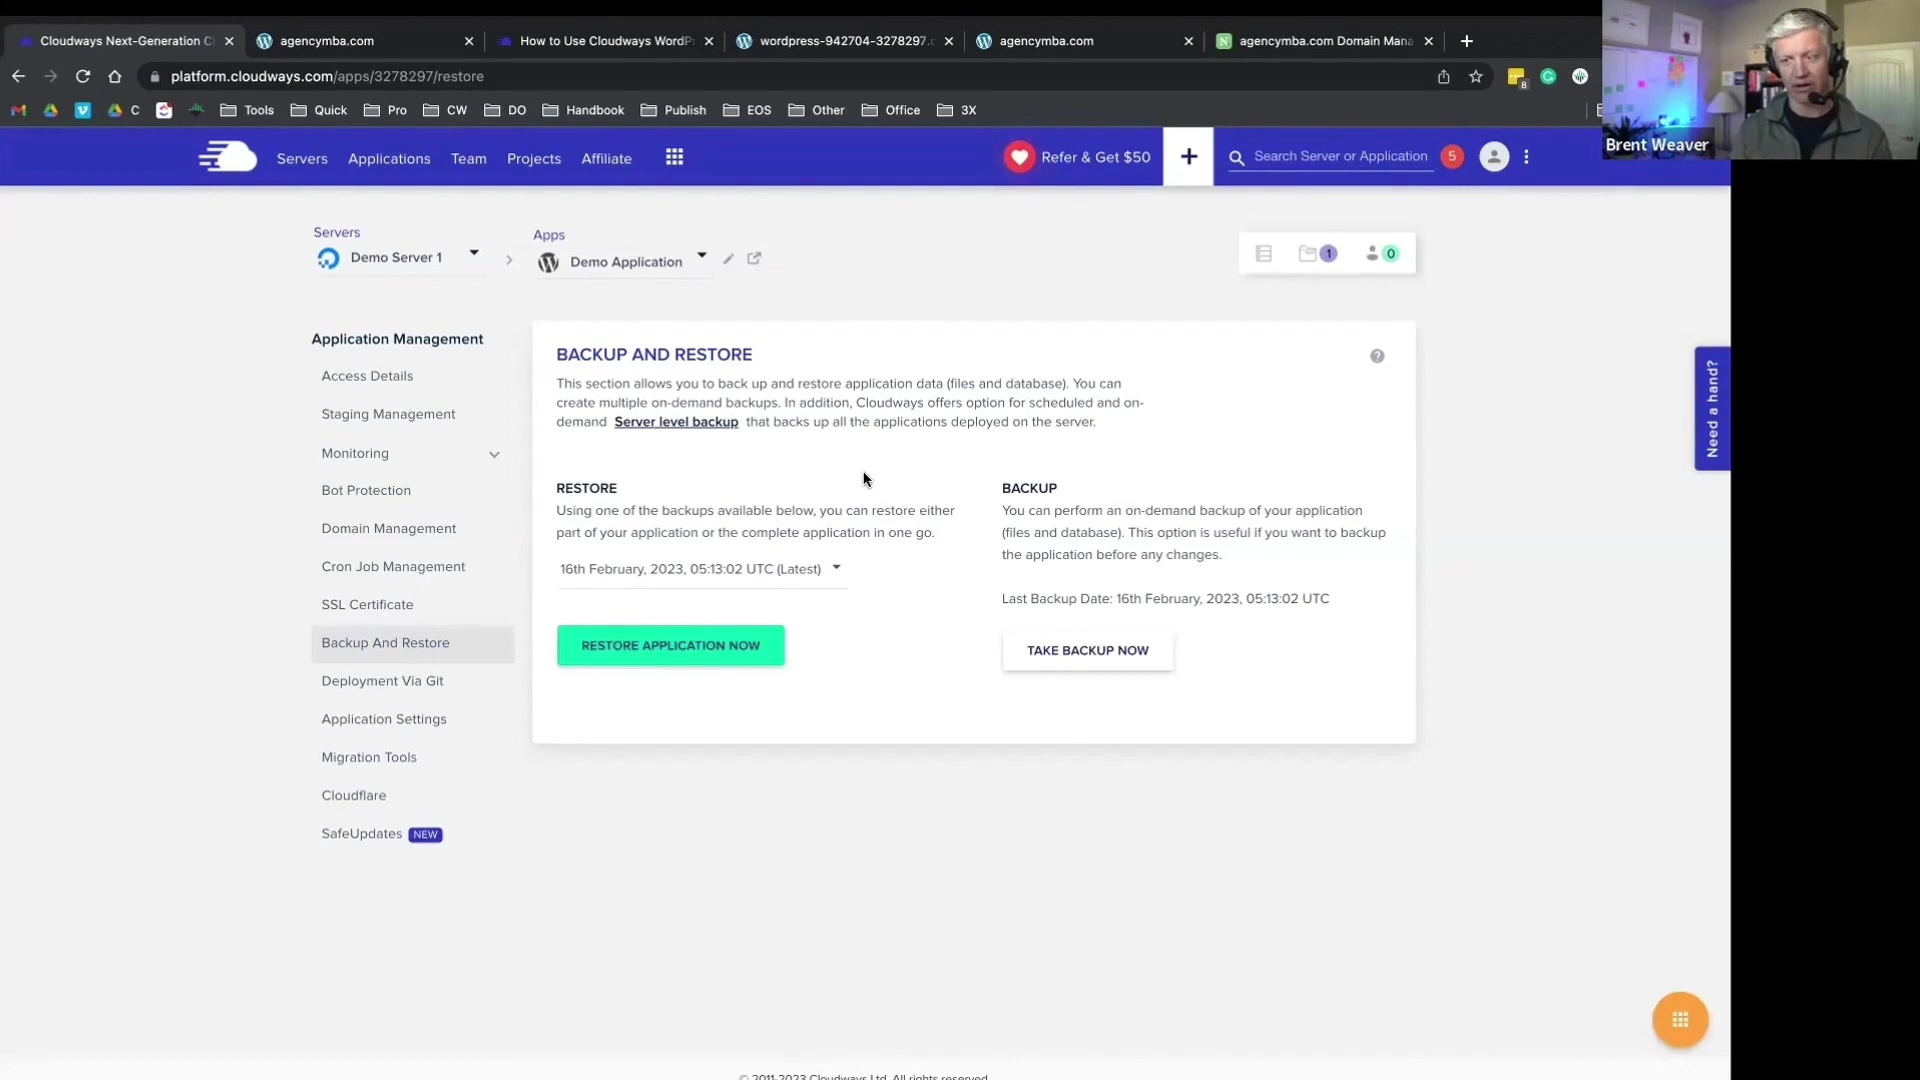 Cloudways Next-Generation C
agencymba.com
How to Use Cloudways WordP
wordpress-942704-3278297.
agencymba.com
agencymba.com Domain Mana
platform.cloudways.com/apps/3278297/restore
8
C
Tools
Quick
Pro
CW
DO
Handbook
Publish
EOS
Other
Office
3X
Brent Weaver
Servers
Applications
Team
Projects
Affiliate
Refer & Get $50
+
Search Server or Application
5
Servers
Demo Server 1
Apps
Demo Application
1
0
Application Management
Access Details
Staging Management
Monitoring
Bot Protection
Domain Management
Cron Job Management
SSL Certificate
Backup And Restore
Deployment Via Git
Application Settings
Migration Tools
Cloudflare
SafeUpdates NEW
BACKUP AND RESTORE
This section allows you to back up and restore application data (files and database). You can
create multiple on-demand backups. In addition, Cloudways offers option for scheduled and on-
demand Server level backup that backs up all the applications deployed on the server.
RESTORE
Using one of the backups available below, you can restore either
part of your application or the complete application in one go.
16th February, 2023, 05:13:02 UTC (Latest)
RESTORE APPLICATION NOW
BACKUP
You can perform an on-demand backup of your application
(files and database). This option is useful if you want to backup
the application before any changes.
Last Backup Date: 16th February, 2023, 05:13:02 UTC
TAKE BACKUP NOW
Need a hand?
© 2011-2023 Cloudways Ltd. All rights reserved